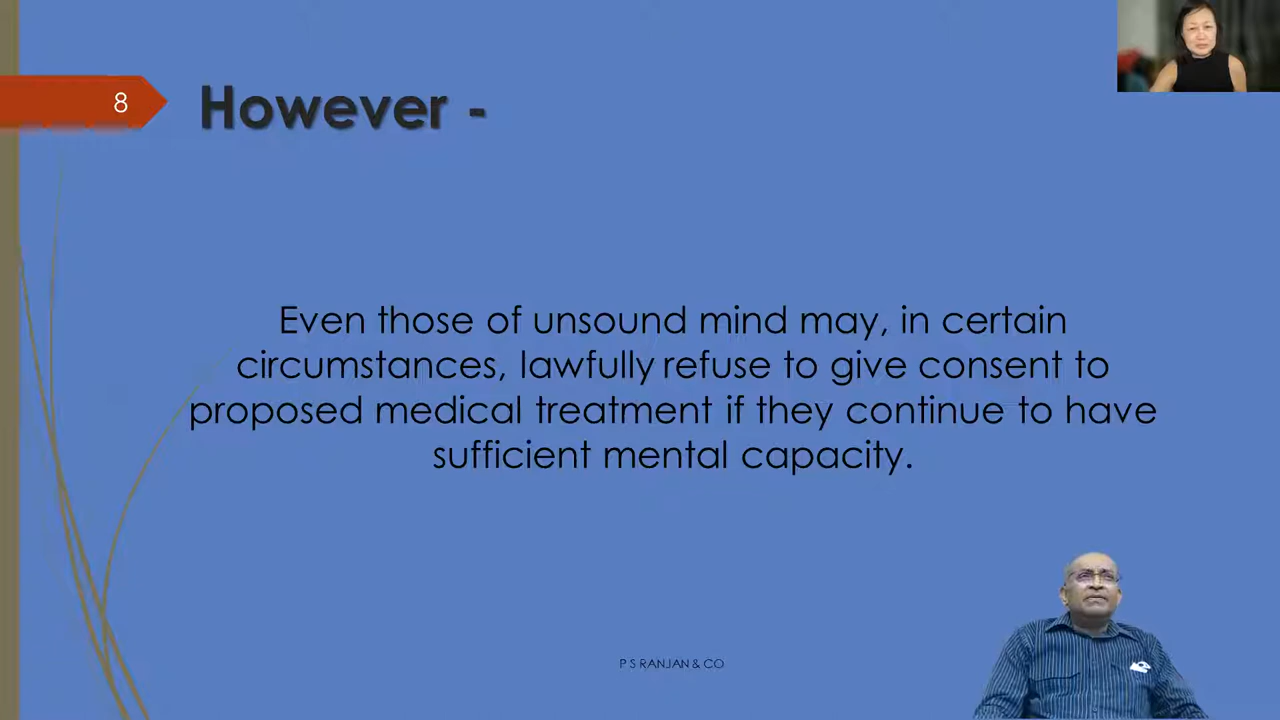 8
However -
Even those of unsound mind may, in certain
circumstances, lawfully refuse to give consent to
proposed medical treatment if they continue to have
sufficient mental capacity.
P S RANJAN & CO